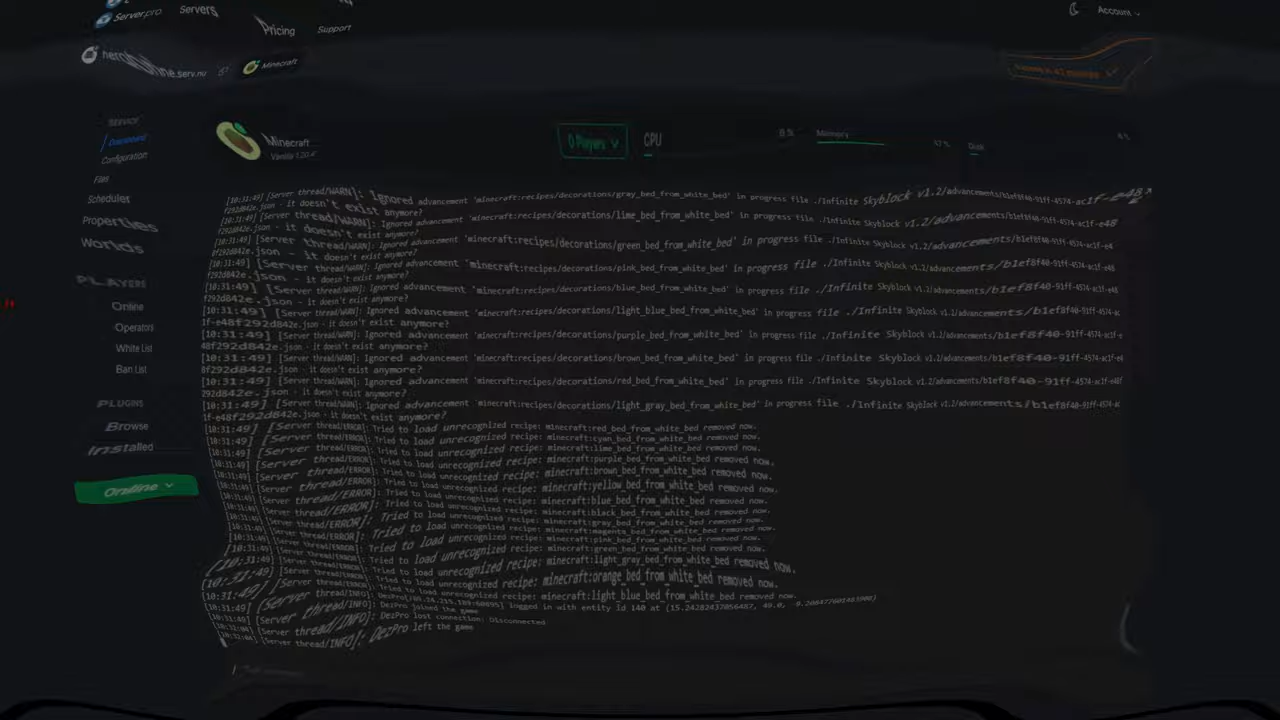 Server.pro
Servers
Pricing
Support
Account
.serv.nu
Minecraft
SERVICE
Dashboard
Configuration
Files
Schedules
Properties
Worlds
PLAYER
Online
Operators
White List
Ban List
PLUGINS
Browse
Installed
Online
Minecraft
Vanilla 1.20.4
0 Players
CPU
8 %
Memory
17 %
Disk
4 %
[10:31:49] [Server thread/WARN]: Ignored advancement 'minecraft:recipes/decorations/gray_bed_from_white_bed' in progress file ./Infinite Skyblock v1.2/advancements/b1ef8f40-91ff-4574-ac1f-e48
f292d842e.json - it doesn't exist anymore?
[10:31:49] [Server thread/WARN]: Ignored advancement 'minecraft:recipes/decorations/lime_bed_from_white_bed' in progress file ./Infinite Skyblock v1.2/advancements/b1ef8f40-91ff-4574-ac1f-e48
f292d842e.json - it doesn't exist anymore?
[10:31:49] [Server thread/WARN]: Ignored advancement 'minecraft:recipes/decorations/green_bed_from_white_bed' in progress file ./Infinite Skyblock v1.2/advancements/b1ef8f40-91ff-4574-ac1f-e4
f292d842e.json - it doesn't exist anymore?
[10:31:49] [Server thread/WARN]: Ignored advancement 'minecraft:recipes/decorations/pink_bed_from_white_bed' in progress file ./Infinite Skyblock v1.2/advancements/b1ef8f40-91ff-4574-ac1f-e48
f292d842e.json - it doesn't exist anymore?
[10:31:49] [Server thread/WARN]: Ignored advancement 'minecraft:recipes/decorations/blue_bed_from_white_bed' in progress file ./Infinite Skyblock v1.2/advancements/b1ef8f40-91ff-4574-ac1f-e48
f292d842e.json - it doesn't exist anymore?
[10:31:49] [Server thread/WARN]: Ignored advancement 'minecraft:recipes/decorations/light_blue_bed_from_white_bed' in progress file ./Infinite Skyblock v1.2/advancements/b1ef8f40-91ff-4574-ac
1f-e48f292d842e.json - it doesn't exist anymore?
[10:31:49] [Server thread/WARN]: Ignored advancement 'minecraft:recipes/decorations/purple_bed_from_white_bed' in progress file ./Infinite Skyblock v1.2/advancements/b1ef8f40-91ff-4574-ac1f-e
48f292d842e.json - it doesn't exist anymore?
[10:31:49] [Server thread/WARN]: Ignored advancement 'minecraft:recipes/decorations/brown_bed_from_white_bed' in progress file ./Infinite Skyblock v1.2/advancements/b1ef8f40-91ff-4574-ac1f-e4
8f292d842e.json - it doesn't exist anymore?
[10:31:49] [Server thread/WARN]: Ignored advancement 'minecraft:recipes/decorations/red_bed_from_white_bed' in progress file ./Infinite Skyblock v1.2/advancements/b1ef8f40-91ff-4574-ac1f-e48f
292d842e.json - it doesn't exist anymore?
[10:31:49] [Server thread/WARN]: Ignored advancement 'minecraft:recipes/decorations/light_gray_bed_from_white_bed' in progress file ./Infinite Skyblock v1.2/advancements/b1ef8f40-91ff-4574-ac
1f-e48f292d842e.json - it doesn't exist anymore?
[10:31:49] [Server thread/ERROR]: Tried to load unrecognized recipe: minecraft:red_bed_from_white_bed removed now.
[10:31:49] [Server thread/ERROR]: Tried to load unrecognized recipe: minecraft:cyan_bed_from_white_bed removed now.
[10:31:49] [Server thread/ERROR]: Tried to load unrecognized recipe: minecraft:lime_bed_from_white_bed removed now.
[10:31:49] [Server thread/ERROR]: Tried to load unrecognized recipe: minecraft:purple_bed_from_white_bed removed now.
[10:31:49] [Server thread/ERROR]: Tried to load unrecognized recipe: minecraft:brown_bed_from_white_bed removed now.
[10:31:49] [Server thread/ERROR]: Tried to load unrecognized recipe: minecraft:yellow_bed_from_white_bed removed now.
[10:31:49] [Server thread/ERROR]: Tried to load unrecognized recipe: minecraft:blue_bed_from_white_bed removed now.
[10:31:49] [Server thread/ERROR]: Tried to load unrecognized recipe: minecraft:black_bed_from_white_bed removed now.
[10:31:49] [Server thread/ERROR]: Tried to load unrecognized recipe: minecraft:gray_bed_from_white_bed removed now.
[10:31:49] [Server thread/ERROR]: Tried to load unrecognized recipe: minecraft:magenta_bed_from_white_bed removed now.
[10:31:49] [Server thread/ERROR]: Tried to load unrecognized recipe: minecraft:pink_bed_from_white_bed removed now.
[10:31:49] [Server thread/ERROR]: Tried to load unrecognized recipe: minecraft:green_bed_from_white_bed removed now.
[10:31:49] [Server thread/ERROR]: Tried to load unrecognized recipe: minecraft:light_gray_bed_from_white_bed removed now.
[10:31:49] [Server thread/ERROR]: Tried to load unrecognized recipe: minecraft:orange_bed_from_white_bed removed now.
[10:31:49] [Server thread/ERROR]: Tried to load unrecognized recipe: minecraft:light_blue_bed_from_white_bed removed now.
[10:31:49] [Server thread/INFO]: logged in with entity id 140 at
[10:31:49] [Server thread/INFO]: DezPro joined the game
[Server thread/INFO]: DezPro lost connection: Disconnected
[Server thread/INFO]: DezPro left the game